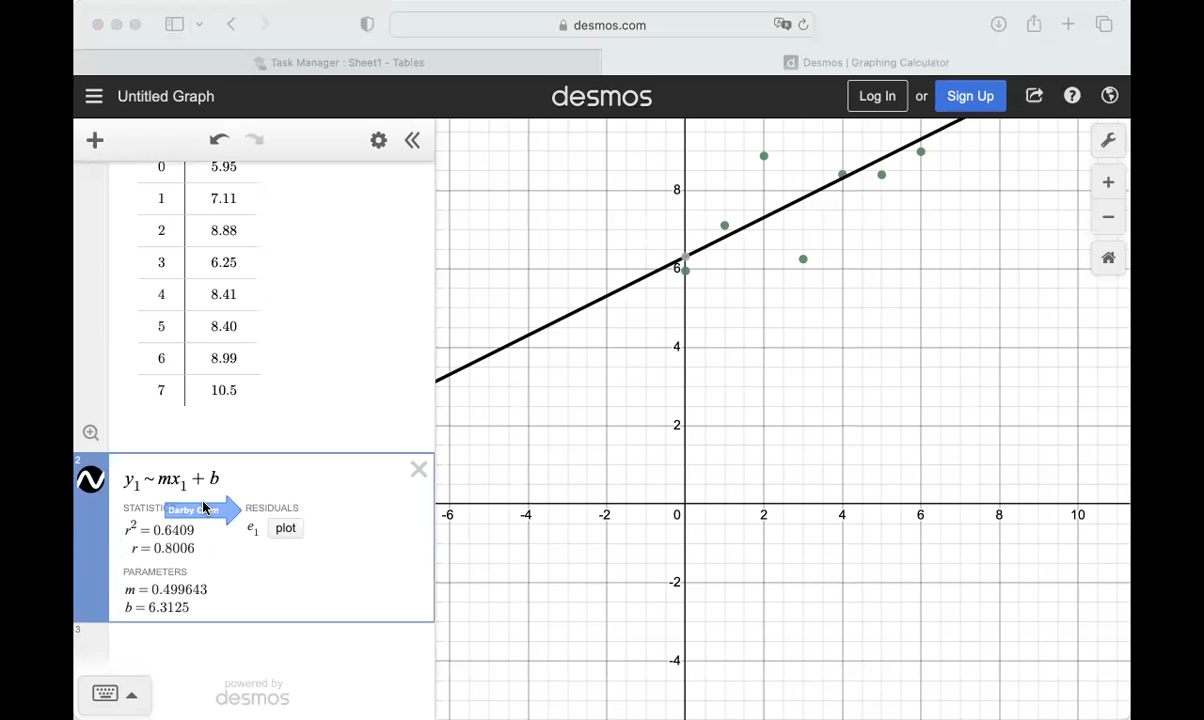 desmos.com
Task Manager : Sheet1 - Tables
Desmos | Graphing Calculator
Untitled Graph
desmos
Log In or Sign Up
0 5.95
1 7.11
2 8.88
3 6.25
4 8.41
5 8.40
6 8.99
7 10.5
2
y₁ ~ mx₁ + b
RESIDUALS
r² = 0.6409
e₁ plot
r = 0.8006
PARAMETERS
m = 0.499643
b = 6.3125
3
powered by
desmos
8
6
4
2
-6 -4 -2 0 2 4 6 8 10
-2
-4